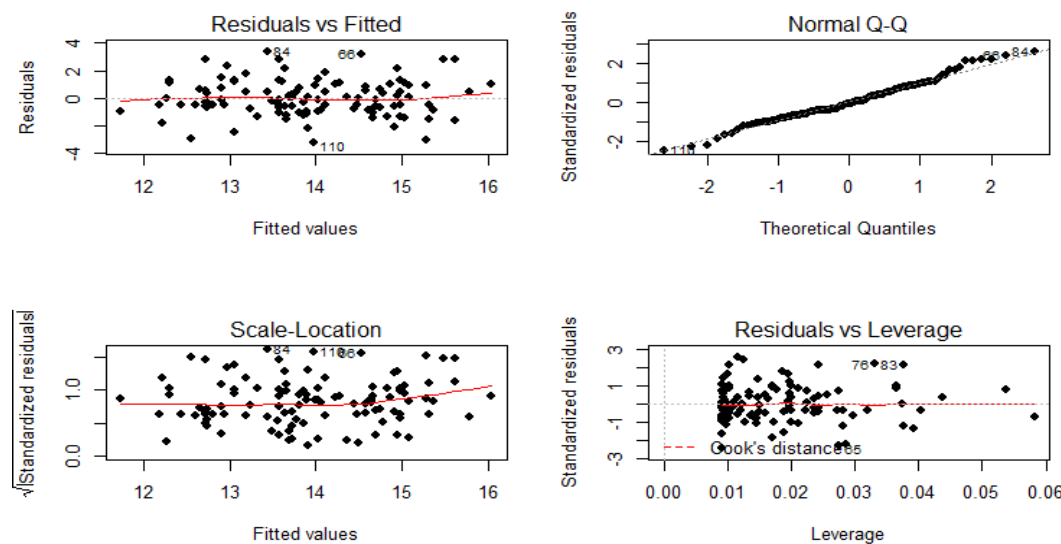 Residuals vs Fitted
Residuals
4
2
0
-4
84
66
110
12 13 14 15 16
Fitted values
Normal Q-Q
Standardized residuals
2
0
-2
66 84
110
-2 -1 0 1 2
Theoretical Quantiles
Scale-Location
√|Standardized residuals|
1.0
0.0
84
110
66
12 13 14 15 16
Fitted values
Residuals vs Leverage
Standardized residuals
3
1
-1
-3
76 83
Cook's distance
65
0.00 0.01 0.02 0.03 0.04 0.05 0.06
Leverage